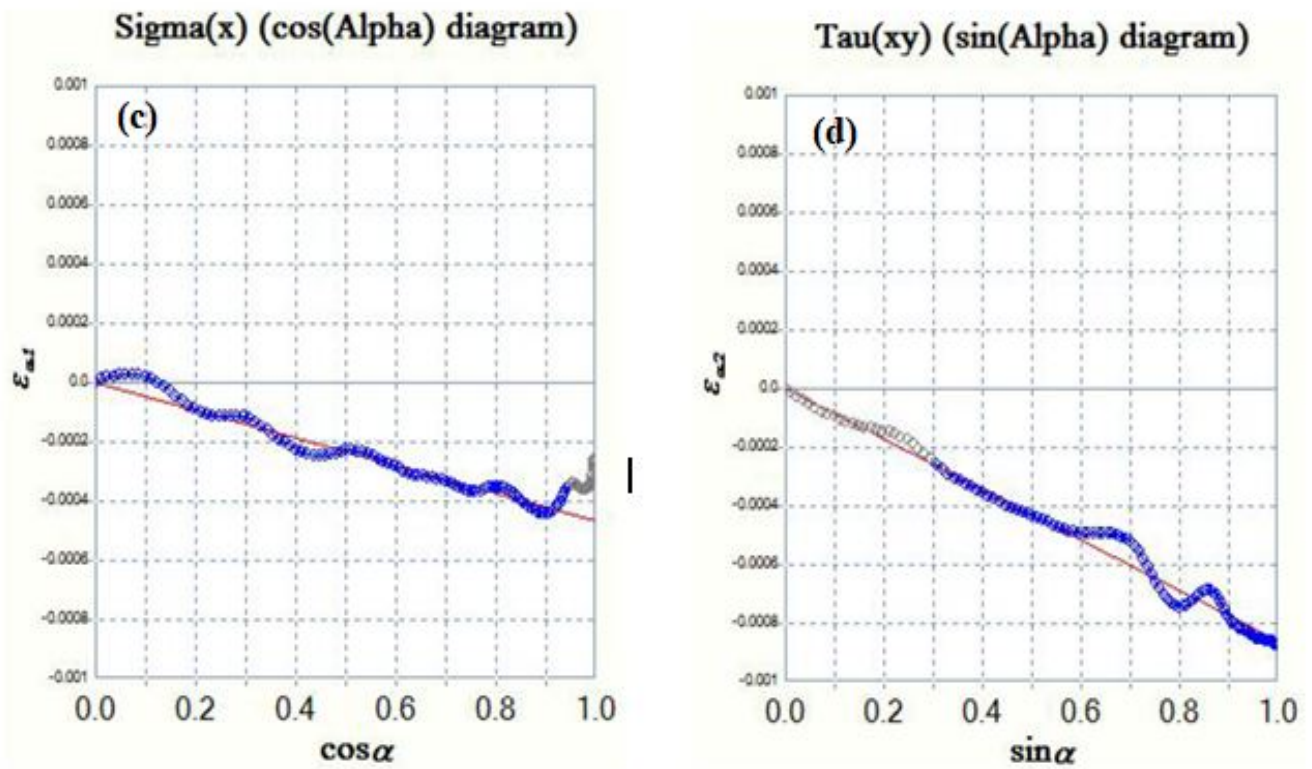 Sigma(x) (cos(Alpha) diagram)
(c)
0.001
0.0008
0.0006
0.0004
0.0002
0.0
-0.0002
-0.0004
-0.0006
-0.0008
-0.001
εα1
0.0 0.2 0.4 0.6 0.8 1.0
cosα
Tau(xy) (sin(Alpha) diagram)
(d)
0.001
0.0008
0.0006
0.0004
0.0002
0.0
-0.0002
-0.0004
-0.0006
-0.0008
-0.001
εα2
0.0 0.2 0.4 0.6 0.8 1.0
sinα